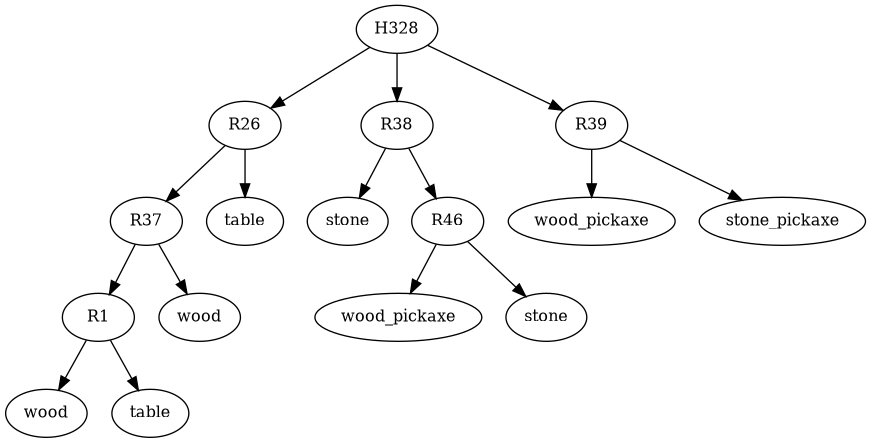 H328
R26
R38
R39
R37
table
stone
R46
wood_pickaxe
stone_pickaxe
R1
wood
wood_pickaxe
stone
wood
table